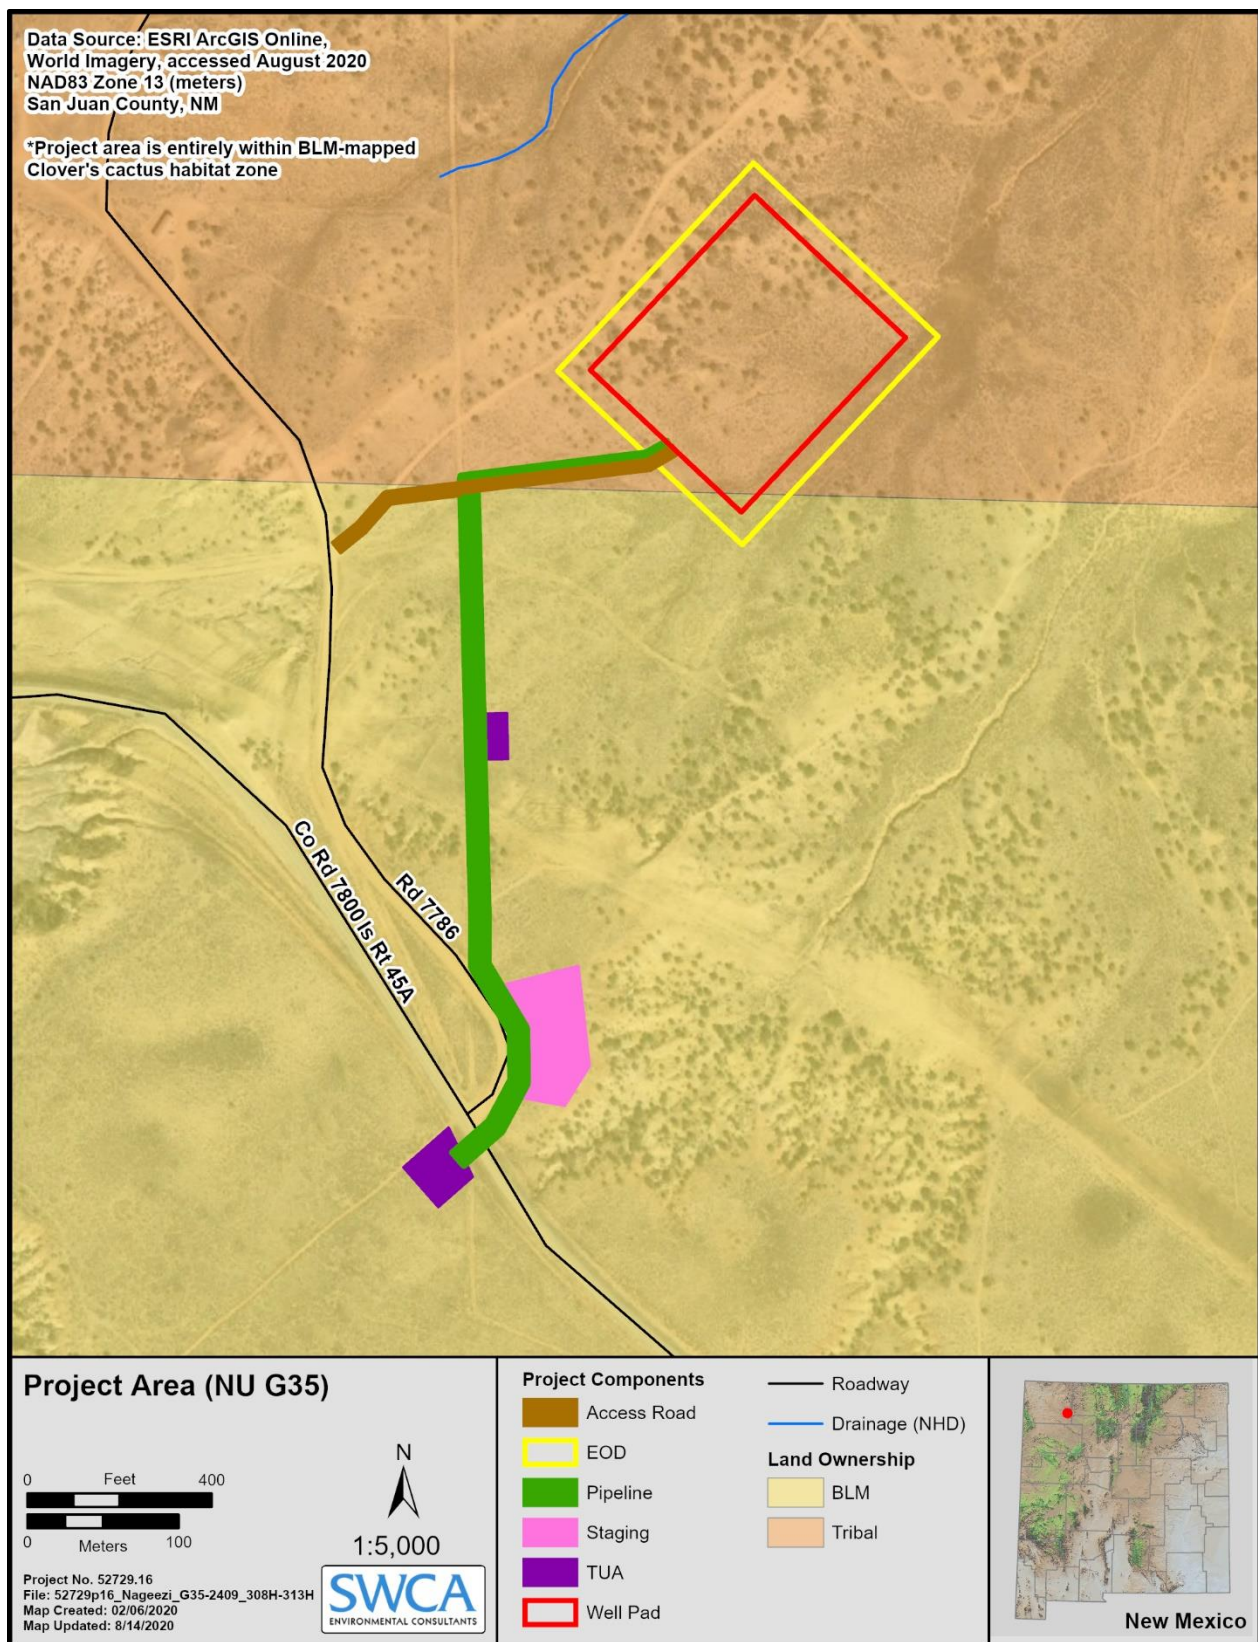 Data Source: ESRI ArcGIS Online,
World Imagery, accessed August 2020
NAD83 Zone 13 (meters)
San Juan County, NM
*Project area is entirely within BLM-mapped
Clover's cactus habitat zone
Rd 7786
Co Rd 7800 Is Rt 45A
Project Area (NU G35)
0 Feet 400
0 Meters 100
N
1:5,000
Project No. 52729.16
File: 52729p16_Nageezi_G35-2409_308H-313H
Map Created: 02/06/2020
Map Updated: 8/14/2020
SWCA
ENVIRONMENTAL CONSULTANTS
Project Components
Access Road
EOD
Pipeline
Staging
TUA
Well Pad
Roadway
Drainage (NHD)
Land Ownership
BLM
Tribal
New Mexico